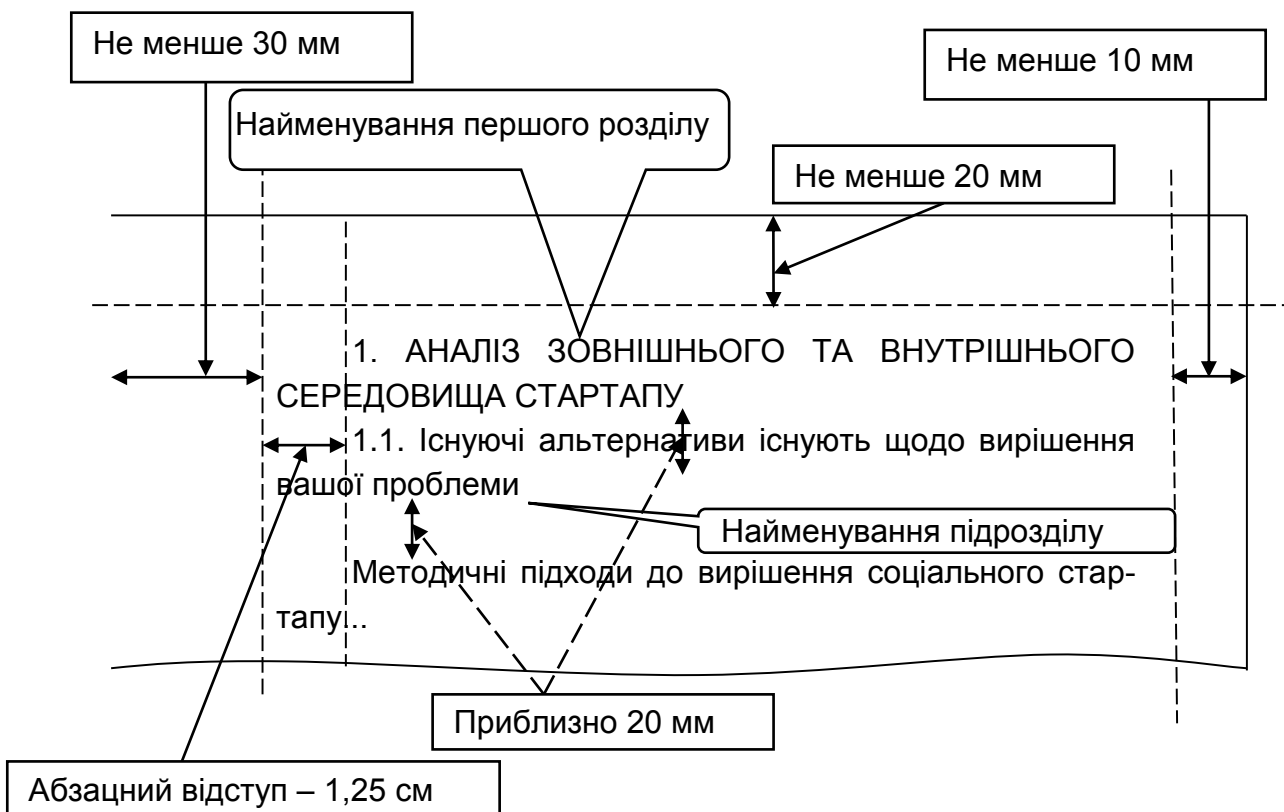 Не менше 30 мм
Не менше 10 мм
Найменування першого розділу
Не менше 20 мм
1. АНАЛІЗ ЗОВНІШНЬОГО ТА ВНУТРІШНЬОГО
СЕРЕДОВИЩА СТАРТАПУ
1.1. Існуючі альтернативи існують щодо вирішення
вашої проблеми
Найменування підрозділу
Методичні підходи до вирішення соціального стар-
тапу...
Приблизно 20 мм
Абзацний відступ – 1,25 см